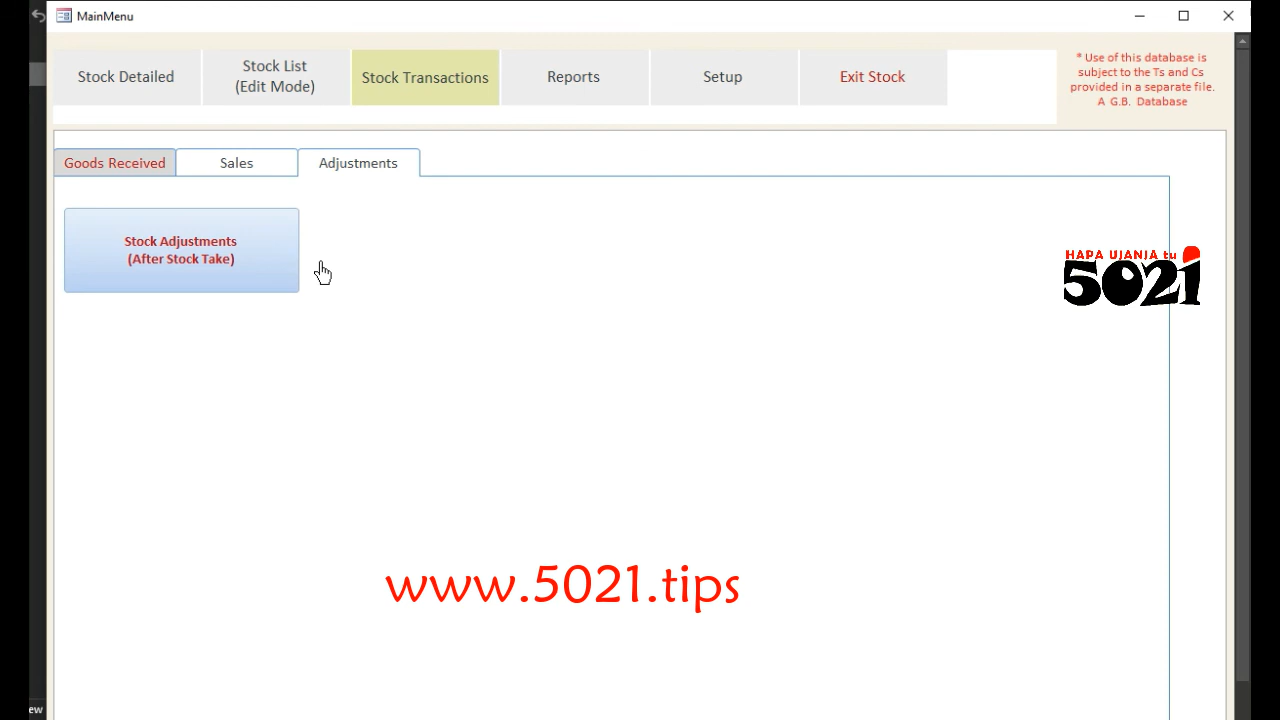 MainMenu
Stock Detailed
Stock List
(Edit Mode)
Stock Transactions
Reports
Setup
Exit Stock
* Use of this database is
subject to the Ts and Cs
provided in a separate file.
A G.B. Database
Goods Received
Sales
Adjustments
Stock Adjustments
(After Stock Take)
HAPA UJANJA tu
5021
www.5021.tips
ew